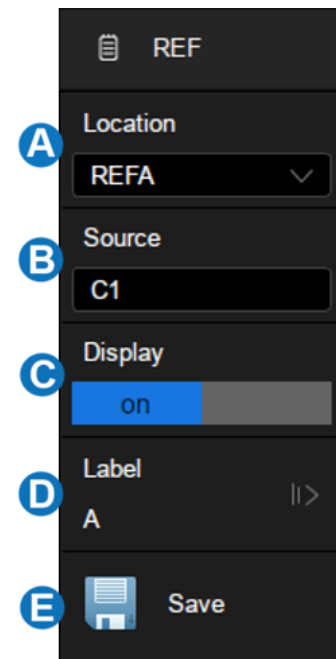 REF
A
Location
REFA
B
Source
C1
C
Display
on
D
Label
A
E
Save